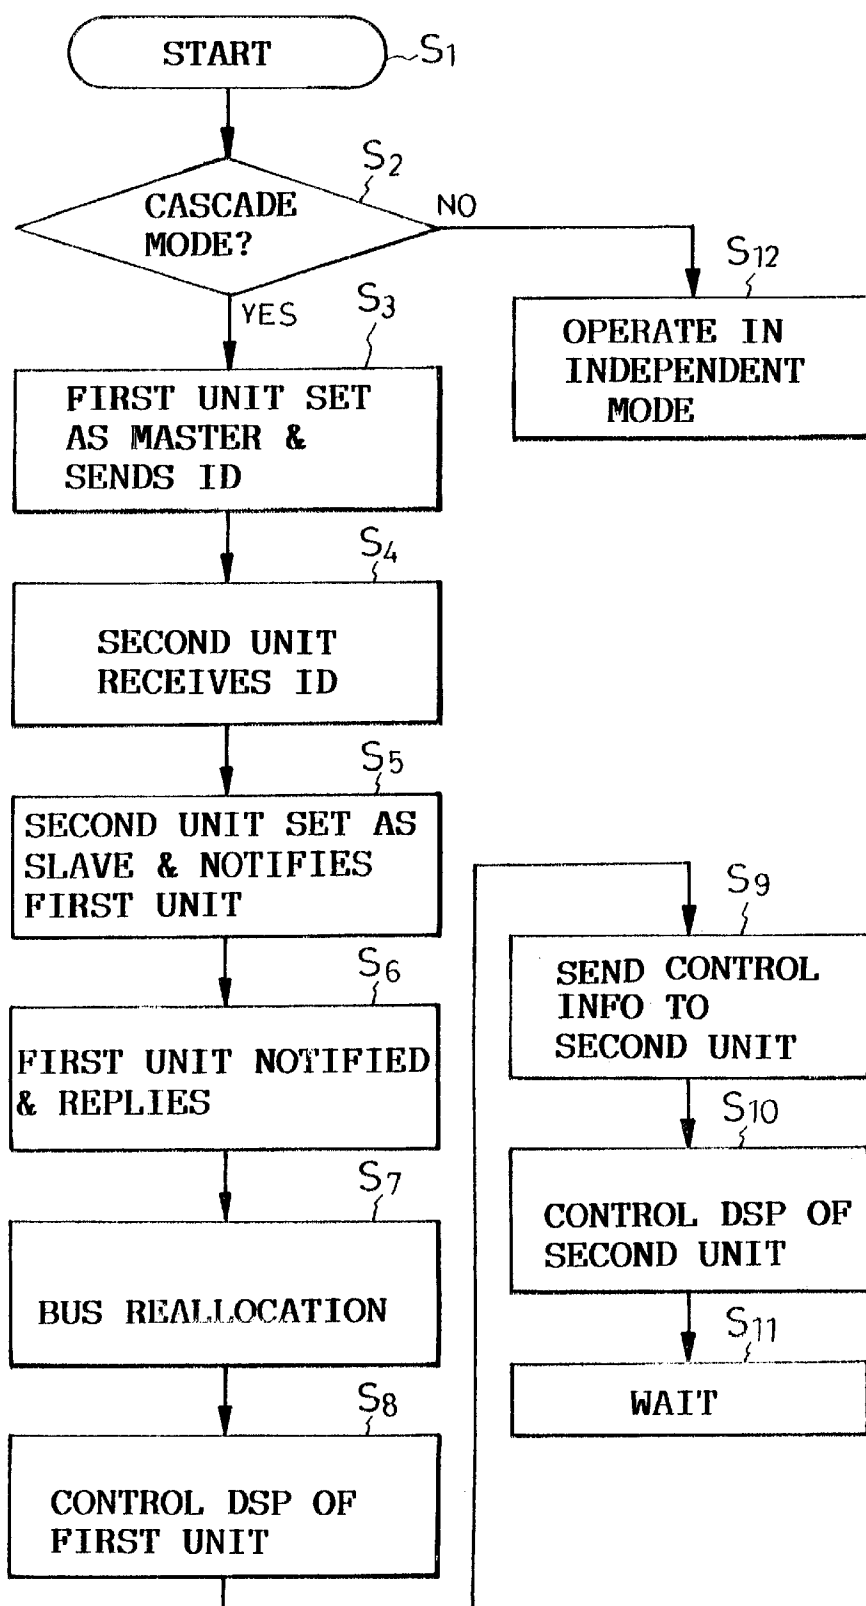 START
S1
S2
CASCADE
MODE?
NO
YES
S12
OPERATE IN
INDEPENDENT
MODE
S3
FIRST UNIT SET
AS MASTER &
SENDS ID
S4
SECOND UNIT
RECEIVES ID
S5
SECOND UNIT SET AS
SLAVE & NOTIFIES
FIRST UNIT
S6
FIRST UNIT NOTIFIED
& REPLIES
S7
BUS REALLOCATION
S8
CONTROL DSP OF
FIRST UNIT
S9
SEND CONTROL
INFO TO
SECOND UNIT
S10
CONTROL DSP OF
SECOND UNIT
S11
WAIT